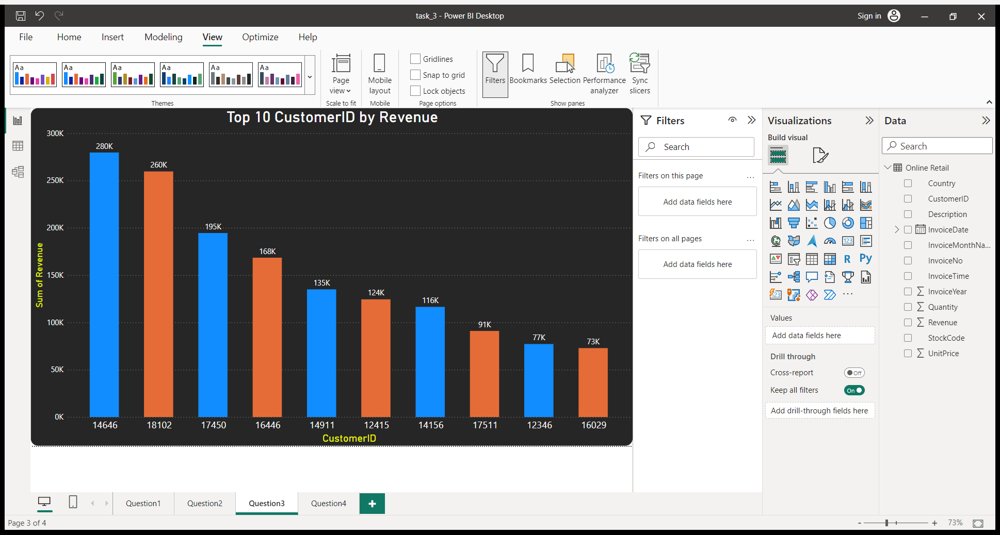 task_3 - Power BI Desktop
Sign in
File Home Insert Modeling View Optimize Help
Aa Aa Aa Aa Aa Aa
Themes
Page view
Scale to fit
Mobile layout
Mobile
Gridlines
Snap to grid
Lock objects
Page options
Filters Bookmarks Selection Performance analyzer Sync slicers
Show panes
Top 10 CustomerID by Revenue
Sum of Revenue
300K
250K
200K
150K
100K
50K
0K
280K
260K
195K
168K
135K
124K
116K
91K
77K
73K
14646 18102 17450 16446 14911 12415 14156 17511 12346 16029
CustomerID
Filters
Search
Filters on this page ...
Add data fields here
Filters on all pages ...
Add data fields here
Visualizations
Build visual
123
R Py
123
...
Values
Add data fields here
Drill through
Cross-report Off
Keep all filters On
Add drill-through fields here
Data
Search
Online Retail
Country
CustomerID
Description
InvoiceDate
InvoiceMonthNa...
InvoiceNo
InvoiceTime
∑ InvoiceYear
∑ Quantity
∑ Revenue
StockCode
∑ UnitPrice
Question1 Question2 Question3 Question4 +
Page 3 of 4
- + 73%